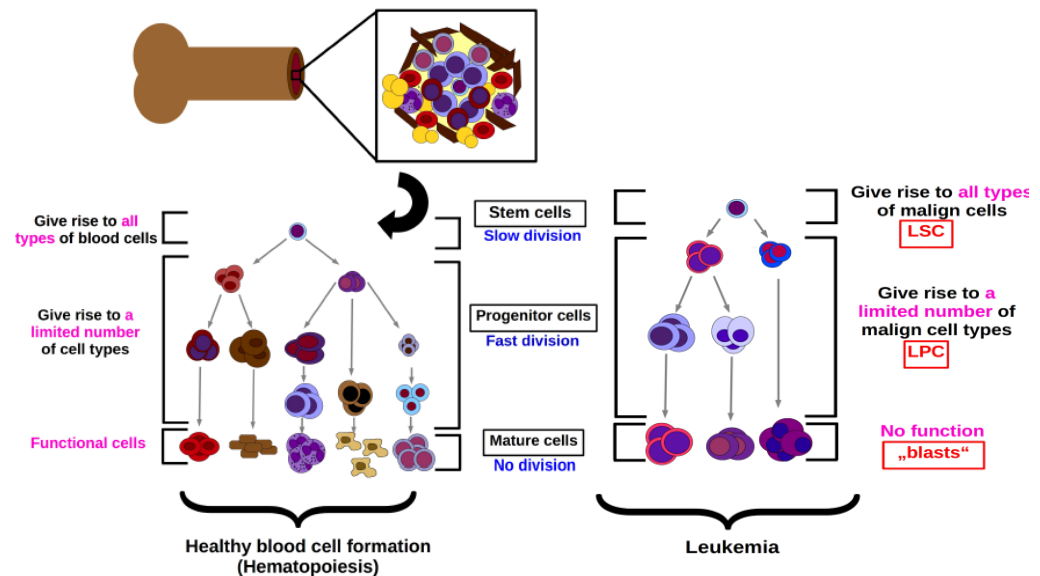 Give rise to all
types of blood cells
Stem cells
Slow division
Give rise to all types
of malign cells
LSC
Give rise to a
limited number
of cell types
Progenitor cells
Fast division
Give rise to a
limited number of
malign cell types
LPC
Functional cells
Mature cells
No division
No function
„blasts“
Healthy blood cell formation
(Hematopoiesis)
Leukemia